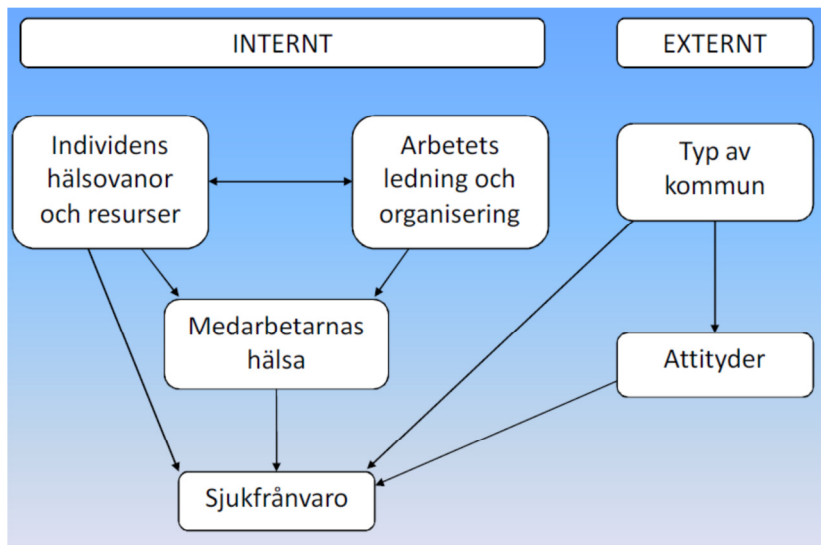 INTERNT
EXTERNT
Individens
hälsovanor
och resurser
Arbetets
ledning och
organisering
Typ av
kommun
Medarbetarnas
hälsa
Attityder
Sjukfrånvaro